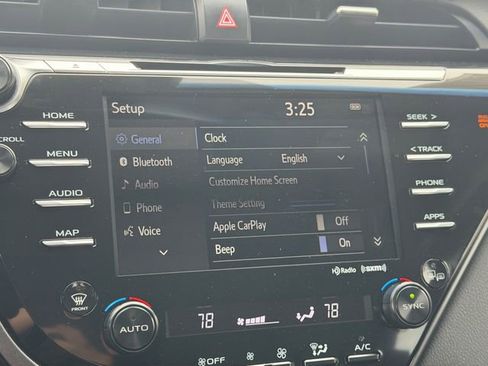 Setup 3:25
HOME
SCROLL
MENU
AUDIO
MAP
General
Bluetooth
Audio
Phone
Voice
Clock
Language English
Customize Home Screen
Theme Setting
Apple CarPlay Off
Beep On
HD Radio
((SXM))
SEEK >
< TRACK
PHONE
APPS
FRONT
AUTO
78
78
SYNC
OFF
A/C